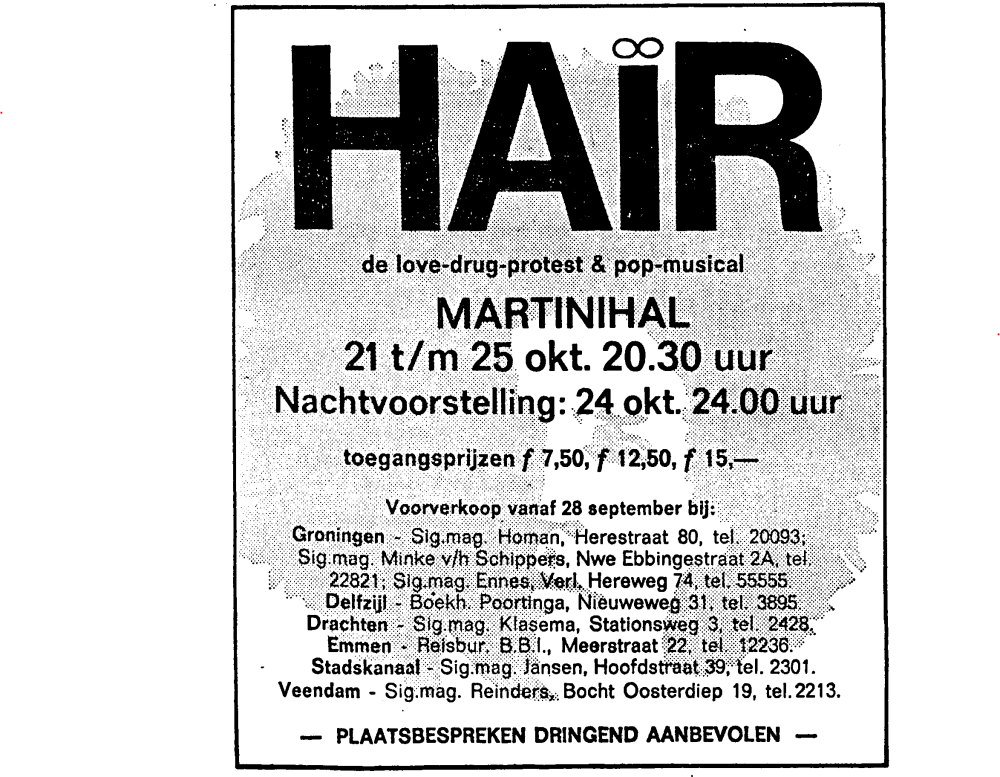 HAïR
de love-drug-protest & pop-musical
MARTINIHAL
21 t/m 25 okt. 20.30 uur
Nachtvoorstelling: 24 okt. 24.00 uur
toegangsprijzen f 7,50, f 12,50, f 15,—
Voorverkoop vanaf 28 september bij:
Groningen - Sig.mag. Homan, Herestraat 80, tel. 20093;
Sig.mag. Minke v/h Schippers, Nwe Ebbingestraat 2A, tel.
22821; Sig.mag. Ennes, Verl. Hereweg 74, tel. 55555.
Delfzijl - Boekh. Poortinga, Nieuweweg 31, tel. 3895.
Drachten - Sig.mag. Klasema, Stationsweg 3, tel. 2428.
Emmen - Reisbur. B.B.I., Meerstraat 22, tel. 12236.
Stadskanaal - Sig.mag. Jansen, Hoofdstraat 39, tel. 2301.
Veendam - Sig.mag. Reinders, Bocht Oosterdiep 19, tel. 2213.
— PLAATSBESPREKEN DRINGEND AANBEVOLEN —